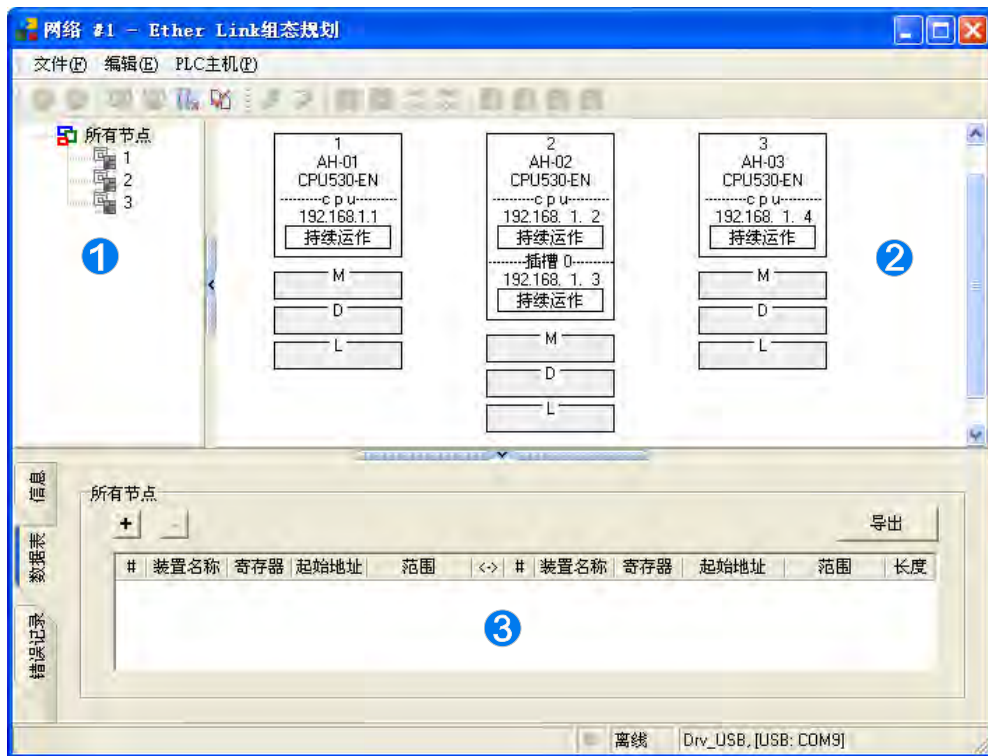 网络 #1 - Ether Link组态规划
文件(F) 编辑(E) PLC主机(P)
所有节点
1
2
3
1
1
AH-01
CPU530-EN
cpu
192.168.1.1
持续运作
M
D
L
2
AH-02
CPU530-EN
cpu
192.168. 1. 2
持续运作
插槽 0
192.168. 1. 3
持续运作
M
D
L
3
AH-03
CPU530-EN
cpu
192.168. 1. 4
持续运作
M
D
L
2
信息
数据表
错误记录
所有节点
+ -
导出
# 装置名称 寄存器 起始地址 范围 <-> # 装置名称 寄存器 起始地址 范围 长度
3
离线 Drv_USB, [USB: COM9]